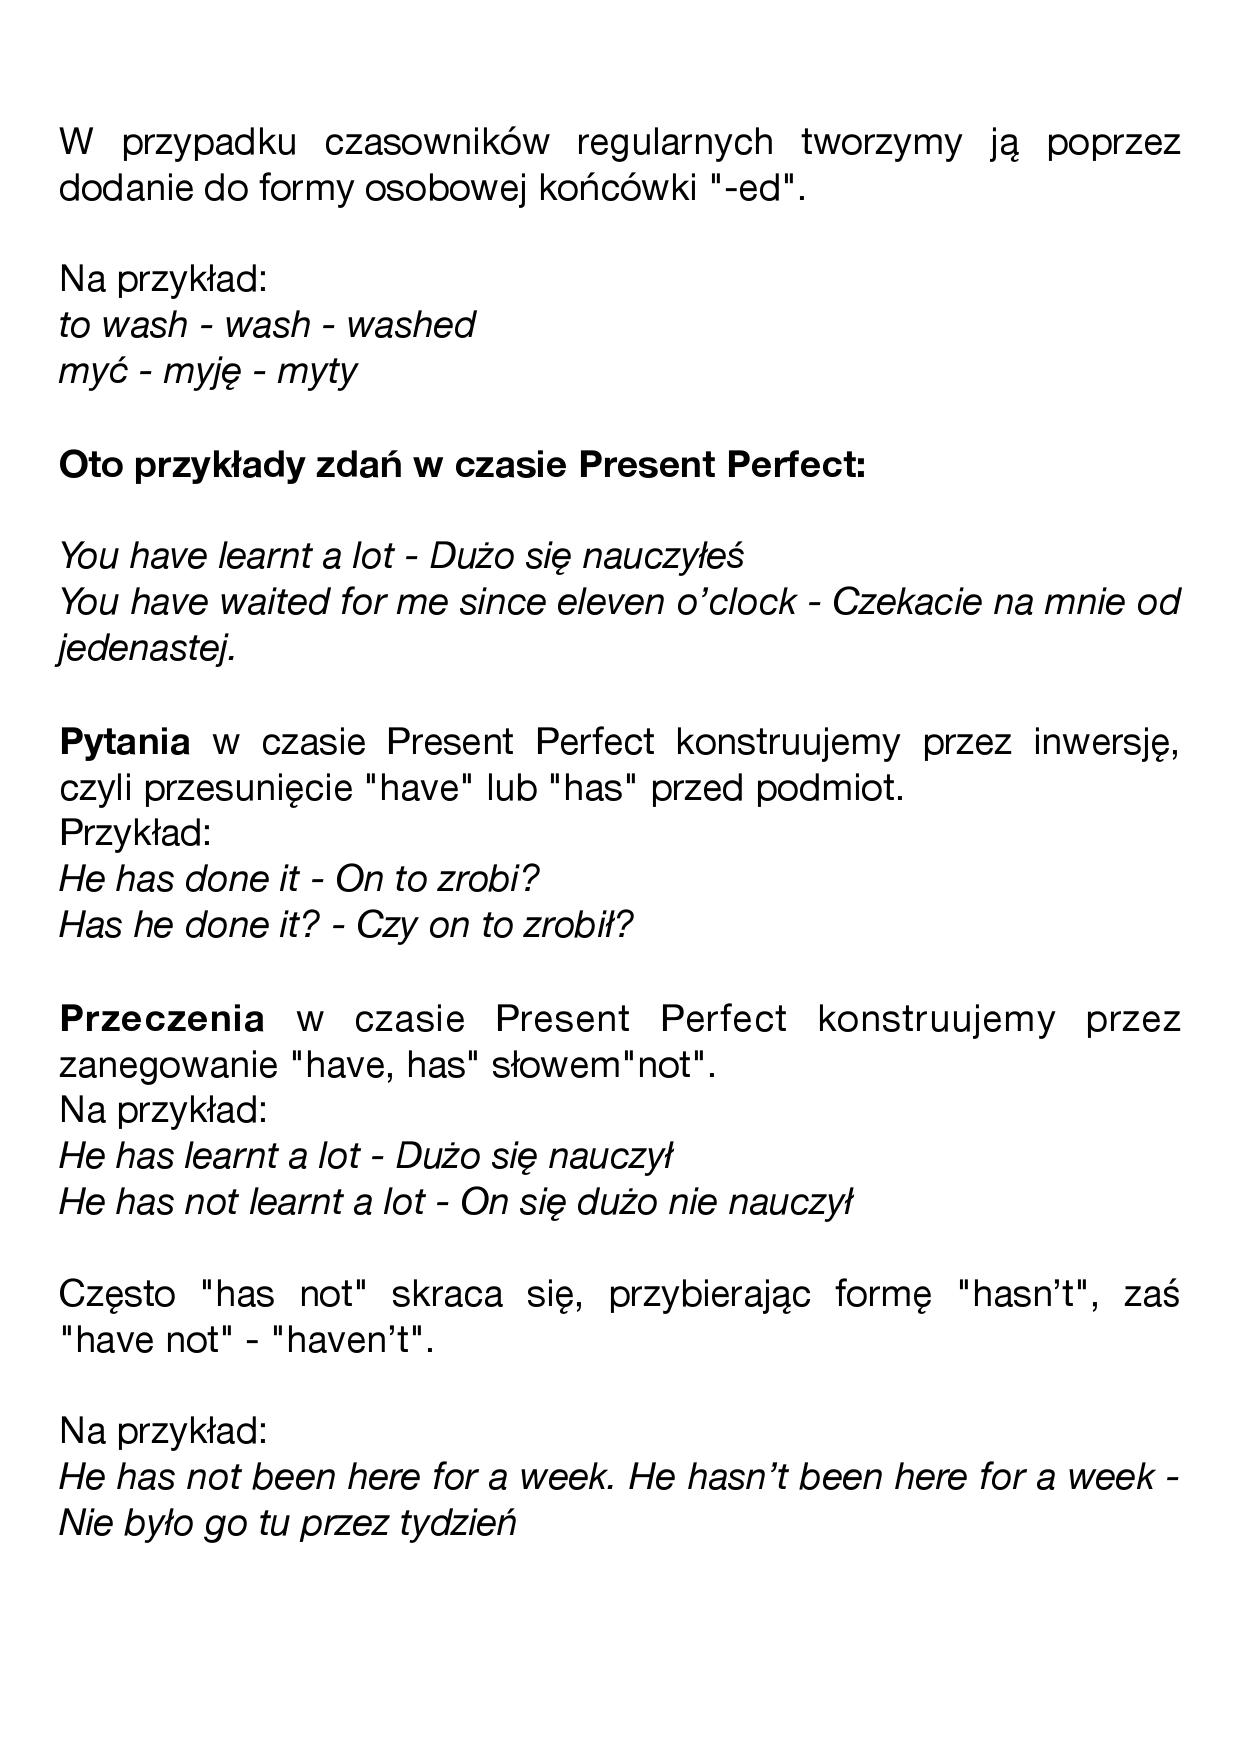 W przypadku czasowników regularnych tworzymy ją poprzez
dodanie do formy osobowej końcówki "-ed".
Na przykład:
to wash - wash - washed
myć - myję - myty
Oto przykłady zdań w czasie Present Perfect:
You have learnt a lot - Dużo się nauczyłeś
You have waited for me since eleven o’clock - Czekacie na mnie od
jedenastej.
Pytania w czasie Present Perfect konstruujemy przez inwersję,
czyli przesunięcie "have" lub "has" przed podmiot.
Przykład:
He has done it - On to zrobi?
Has he done it? - Czy on to zrobił?
Przeczenia w czasie Present Perfect konstruujemy przez
zanegowanie "have, has" słowem"not".
Na przykład:
He has learnt a lot - Dużo się nauczył
He has not learnt a lot - On się dużo nie nauczył
Często "has not" skraca się, przybierając formę "hasn’t", zaś
"have not" - "haven’t".
Na przykład:
He has not been here for a week. He hasn’t been here for a week -
Nie było go tu przez tydzień